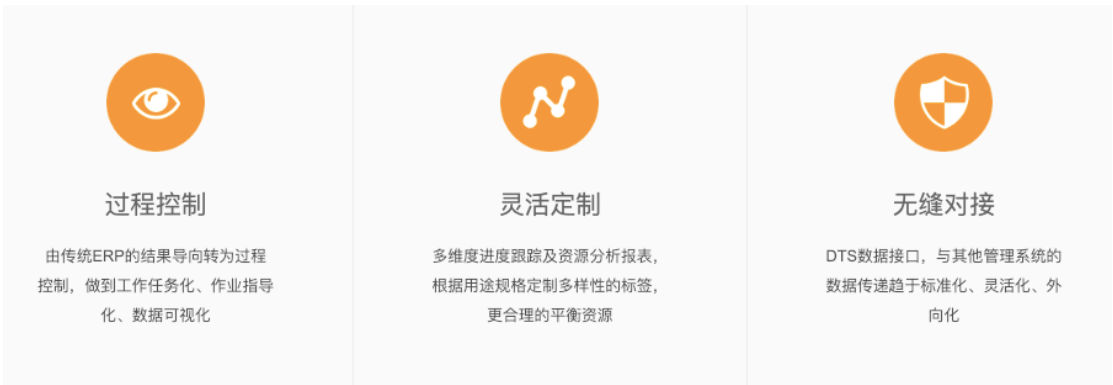 过程控制
由传统ERP的结果导向转为过程
控制，做到工作任务化、作业指导
化、数据可视化
灵活定制
多维度进度跟踪及资源分析报表，
根据用途规格定制多样性的标签，
更合理的平衡资源
无缝对接
DTS数据接口，与其他管理系统的
数据传递趋于标准化、灵活化、外
向化